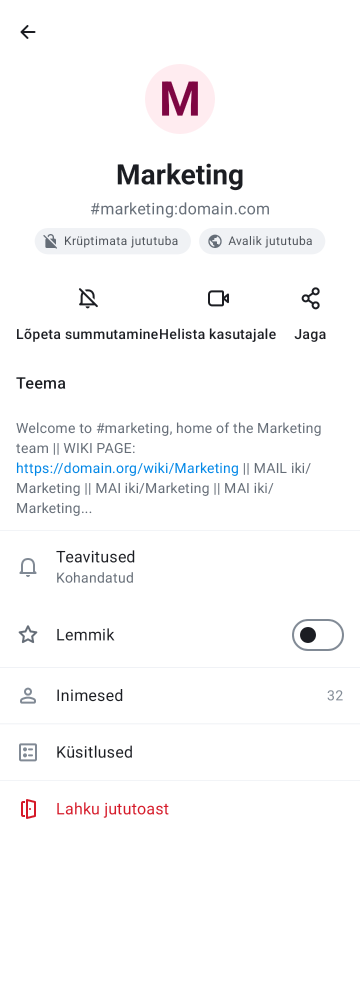 M
Marketing
#marketing:domain.com
Krüptimata jututuba
Avalik jututuba
Lõpeta summutamine
Helista kasutajale
Jaga
Teema
Welcome to #marketing, home of the Marketing
team || WIKI PAGE:
https://domain.org/wiki/Marketing || MAIL iki/
Marketing || MAI iki/Marketing || MAI iki/
Marketing...
Teavitused
Kohandatud
Lemmik
Inimesed 32
Küsitlused
Lahku jututoast